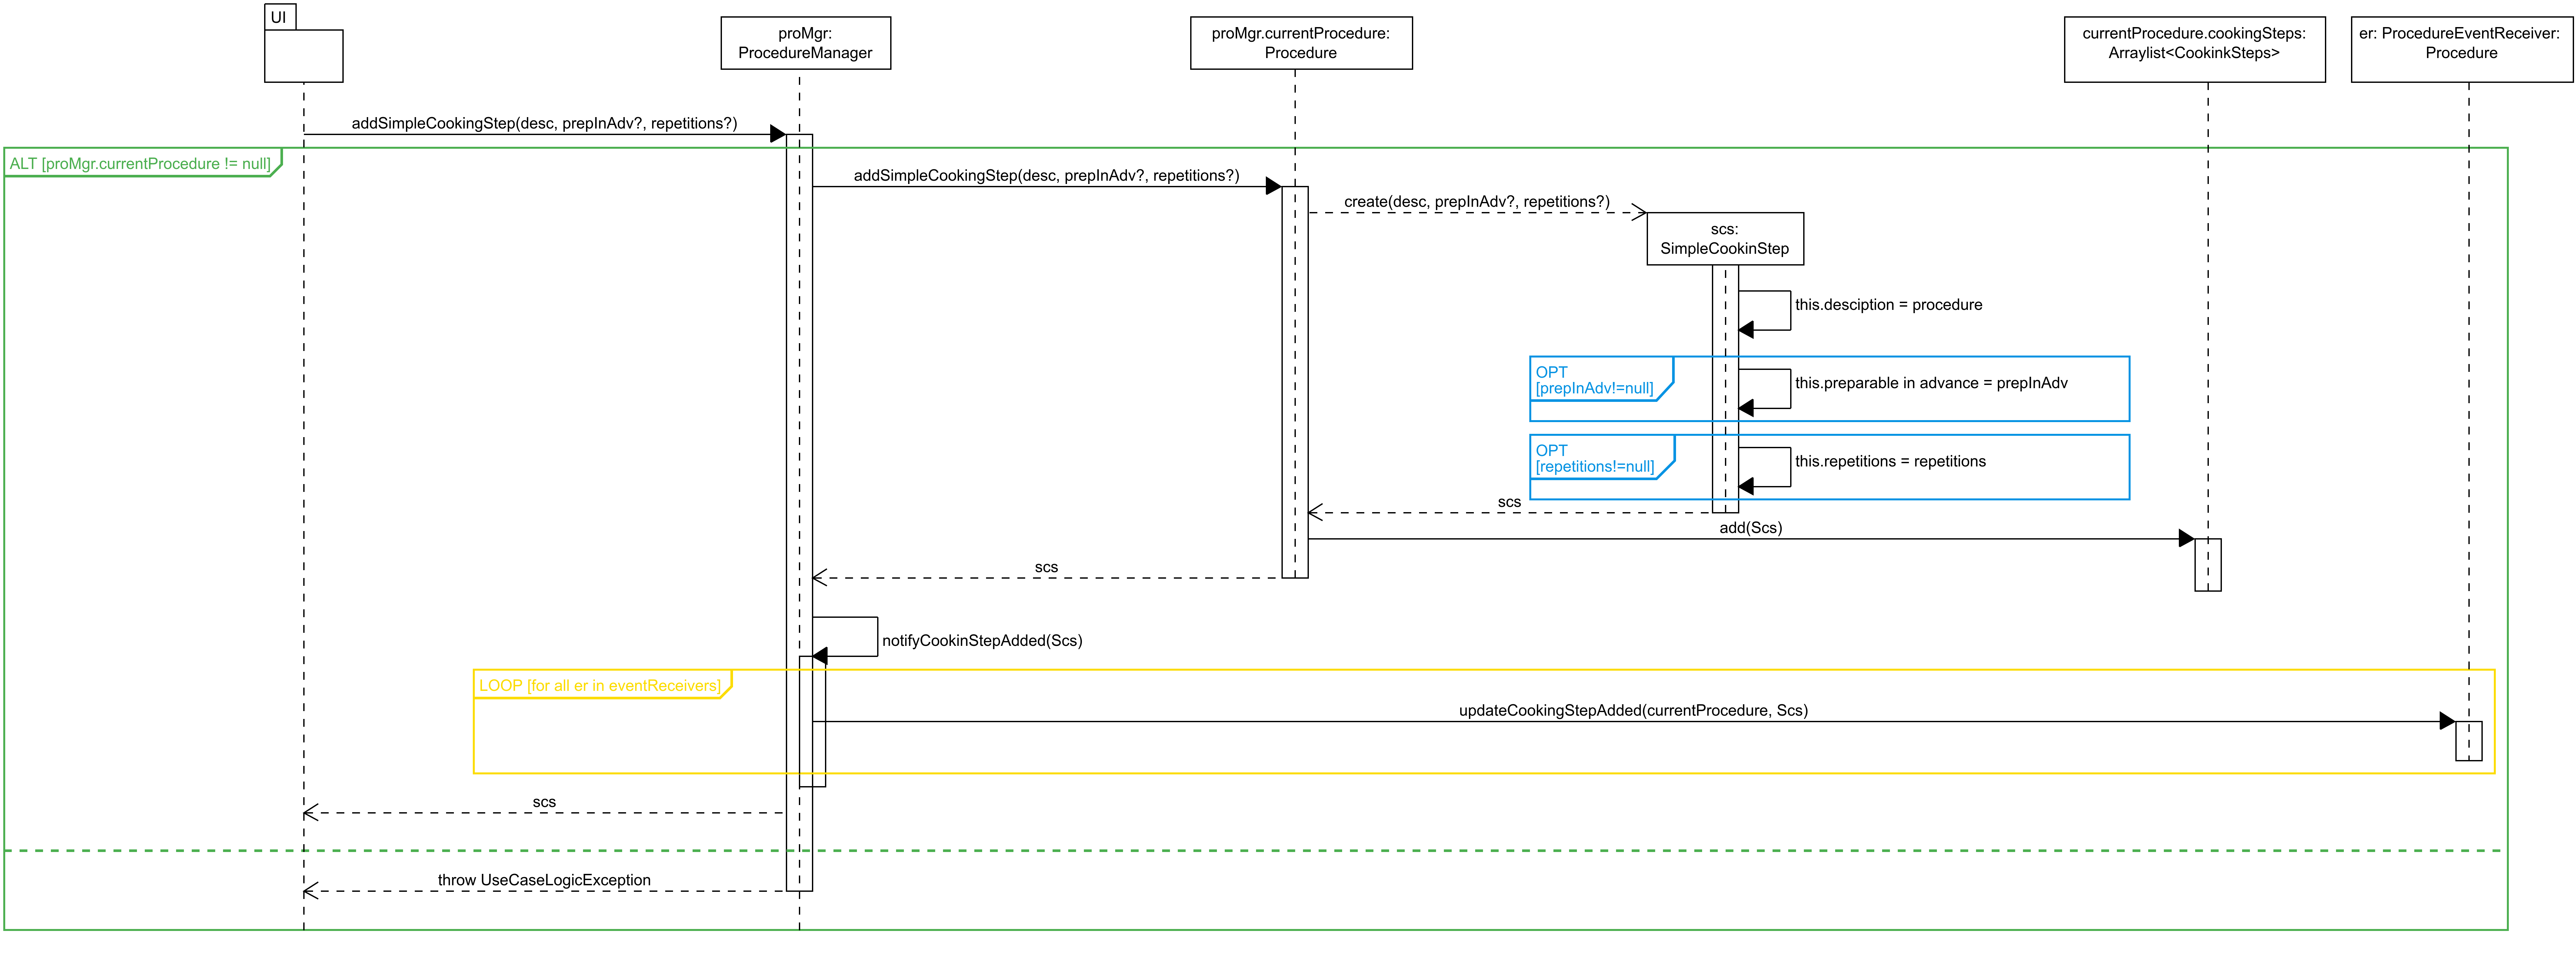 UI
proMgr:
ProcedureManager
proMgr.currentProcedure:
Procedure
currentProcedure.cookingSteps:
Arraylist<CookinkSteps>
er: ProcedureEventReceiver:
Procedure
addSimpleCookingStep(desc, prepInAdv?, repetitions?)
ALT [proMgr.currentProcedure != null]
addSimpleCookingStep(desc, prepInAdv?, repetitions?)
create(desc, prepInAdv?, repetitions?)
scs:
SimpleCookinStep
this.desciption = procedure
OPT
[prepInAdv!=null]
this.preparable in advance = prepInAdv
OPT
[repetitions!=null]
this.repetitions = repetitions
scs
add(Scs)
scs
notifyCookinStepAdded(Scs)
LOOP [for all er in eventReceivers]
updateCookingStepAdded(currentProcedure, Scs)
scs
throw UseCaseLogicException